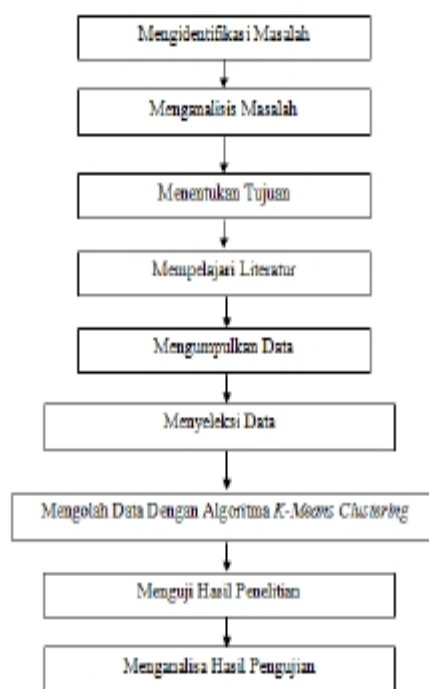 Mengidentifikasi Masalah
Menganalisis Masalah
Menentukan Tujuan
Mempelajari Literatur
Mengumpulkan Data
Menyeleksi Data
Mengolah Data Dengan Algoritma K-Means Clustering
Menguji Hasil Penelitian
Menganalisa Hasil Pengujian